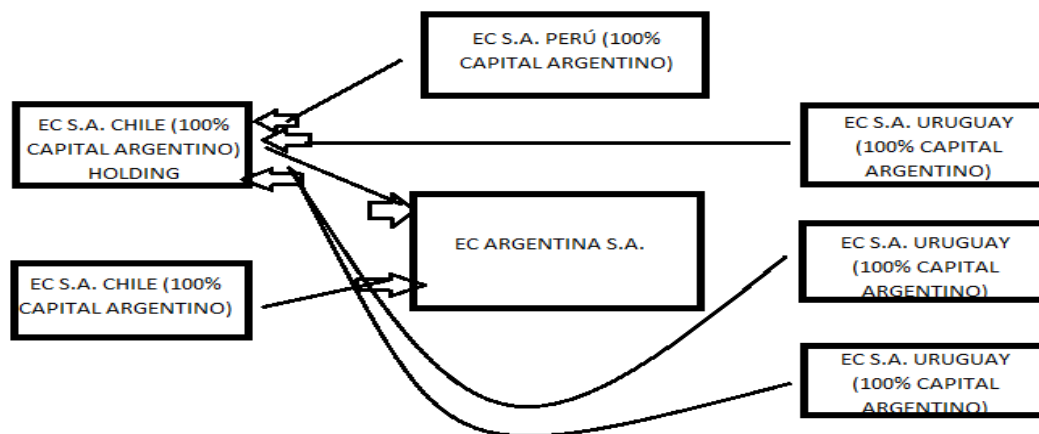 EC S.A. PERÚ (100%
CAPITAL ARGENTINO)
EC S.A. CHILE (100%
CAPITAL ARGENTINO)
HOLDING
EC S.A. URUGUAY
(100% CAPITAL
ARGENTINO)
EC ARGENTINA S.A.
EC S.A. URUGUAY
(100% CAPITAL
ARGENTINO)
EC S.A. CHILE (100%
CAPITAL ARGENTINO)
EC S.A. URUGUAY
(100% CAPITAL
ARGENTINO)